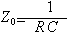 Z₀ = 1/(RC)